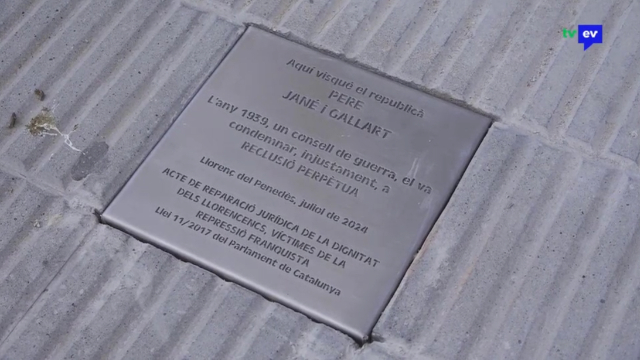 tv ev
Aquí visqué el republicà
PERE
JANÉ I GALLART
L'any 1939, un consell de guerra, el va
condemnar, injustament, a
RECLUSIÓ PERPÈTUA
Llorenç del Penedès, juliol de 2024
ACTE DE REPARACIÓ JURÍDICA DE LA DIGNITAT
DELS LLORENCENCS, VÍCTIMES DE LA
REPRESSIÓ FRANQUISTA
Llei 11/2017 del Parlament de Catalunya